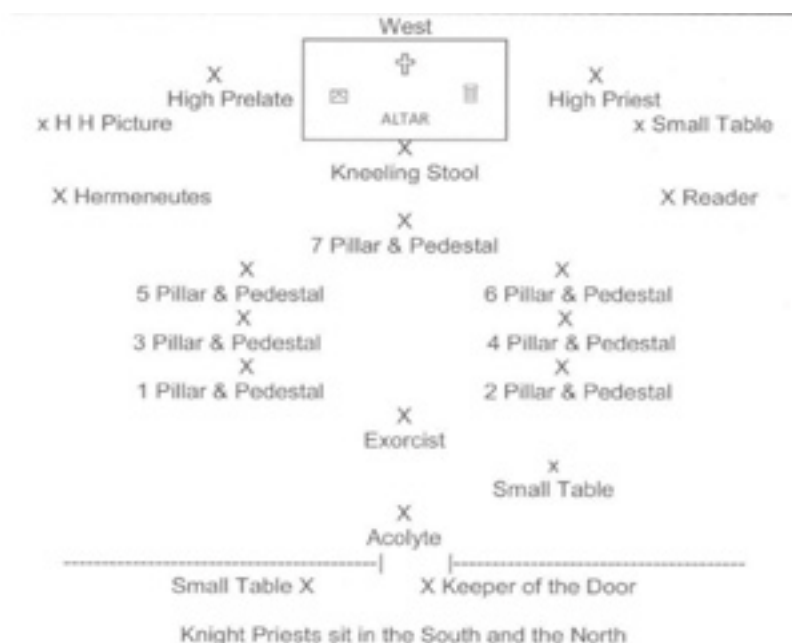 West
X X
High Prelate High Priest
ALTAR
x H H Picture x Small Table
X
Kneeling Stool
X Hermeneutes X Reader
X
7 Pillar & Pedestal
X X
5 Pillar & Pedestal 6 Pillar & Pedestal
X X
3 Pillar & Pedestal 4 Pillar & Pedestal
X X
1 Pillar & Pedestal 2 Pillar & Pedestal
X
Exorcist
x
Small Table
X
Acolyte
Small Table X X Keeper of the Door
Knight Priests sit in the South and the North